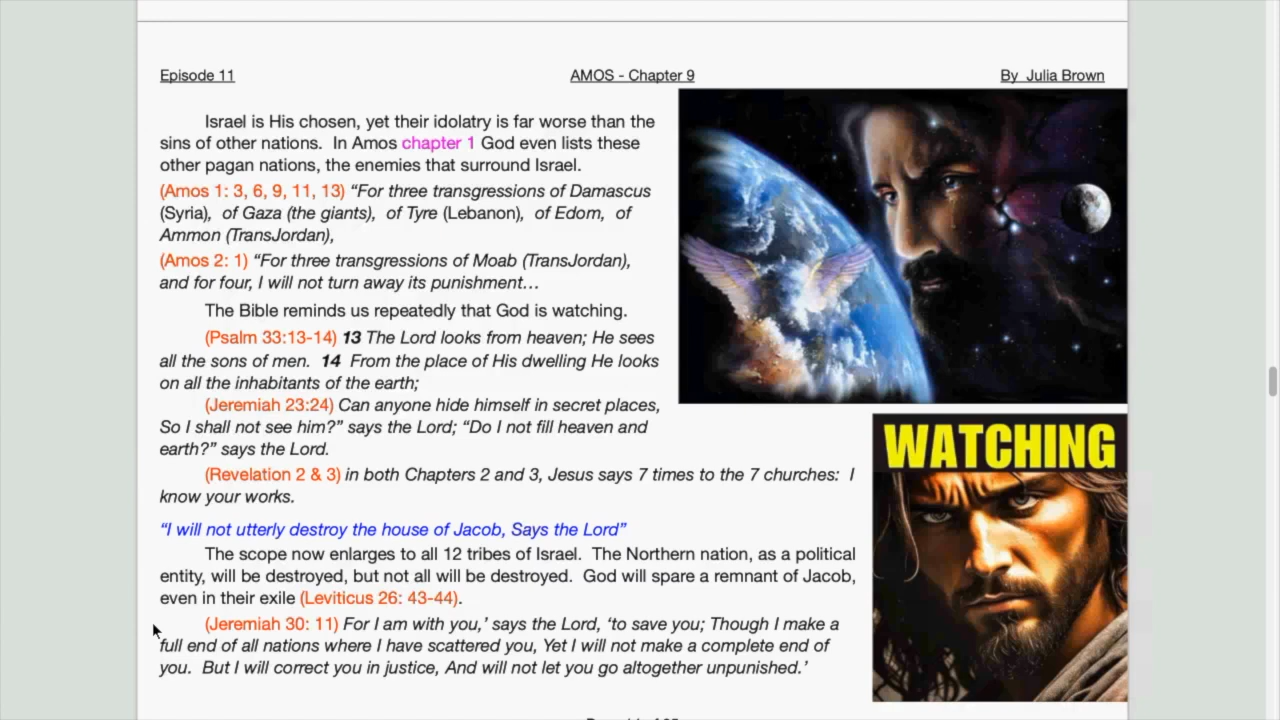 Episode 11
AMOS - Chapter 9
By Julia Brown
Israel is His chosen, yet their idolatry is far worse than the
sins of other nations. In Amos chapter 1 God even lists these
other pagan nations, the enemies that surround Israel.
(Amos 1: 3, 6, 9, 11, 13) “For three transgressions of Damascus
(Syria), of Gaza (the giants), of Tyre (Lebanon), of Edom, of
Ammon (TransJordan),
(Amos 2: 1) “For three transgressions of Moab (TransJordan),
and for four, I will not turn away its punishment…
The Bible reminds us repeatedly that God is watching.
(Psalm 33:13-14) 13 The Lord looks from heaven; He sees
all the sons of men. 14 From the place of His dwelling He looks
on all the inhabitants of the earth;
(Jeremiah 23:24) Can anyone hide himself in secret places,
So I shall not see him?” says the Lord; “Do I not fill heaven and
earth?” says the Lord.
WATCHING
(Revelation 2 & 3) in both Chapters 2 and 3, Jesus says 7 times to the 7 churches: I
know your works.
“I will not utterly destroy the house of Jacob, Says the Lord”
The scope now enlarges to all 12 tribes of Israel. The Northern nation, as a political
entity, will be destroyed, but not all will be destroyed. God will spare a remnant of Jacob,
even in their exile (Leviticus 26: 43-44).
(Jeremiah 30: 11) For I am with you,’ says the Lord, ‘to save you; Though I make a
full end of all nations where I have scattered you, Yet I will not make a complete end of
you. But I will correct you in justice, And will not let you go altogether unpunished.’